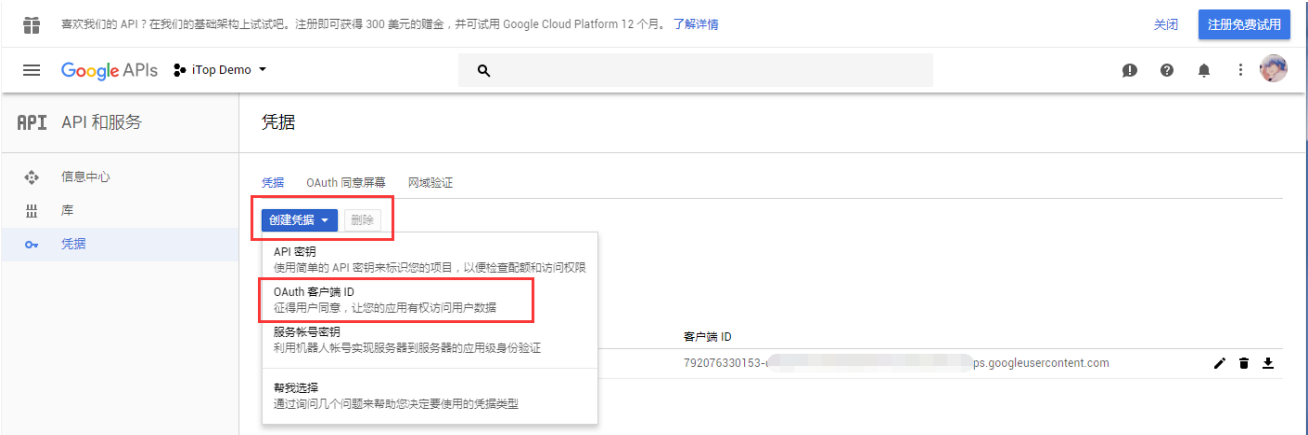 喜欢我们的 API？在我们的基础架构上试试吧。注册即可获得 300 美元的赠金，并可试用 Google Cloud Platform 12 个月。 了解详情
关闭
注册免费试用
Google APIs
iTop Demo
API API 和服务
凭据
信息中心
库
凭据
凭据 OAuth 同意屏幕 网域验证
创建凭据 删除
API 密钥
使用简单的 API 密钥来标识您的项目，以便检查配额和访问权限
OAuth 客户端 ID
征得用户同意，让您的应用有权访问用户数据
服务帐号密钥
利用机器人帐号实现服务器到服务器的应用级身份验证
帮我选择
通过询问几个问题来帮助您决定要使用的凭据类型
客户端 ID
792076330153- ps.googleusercontent.com